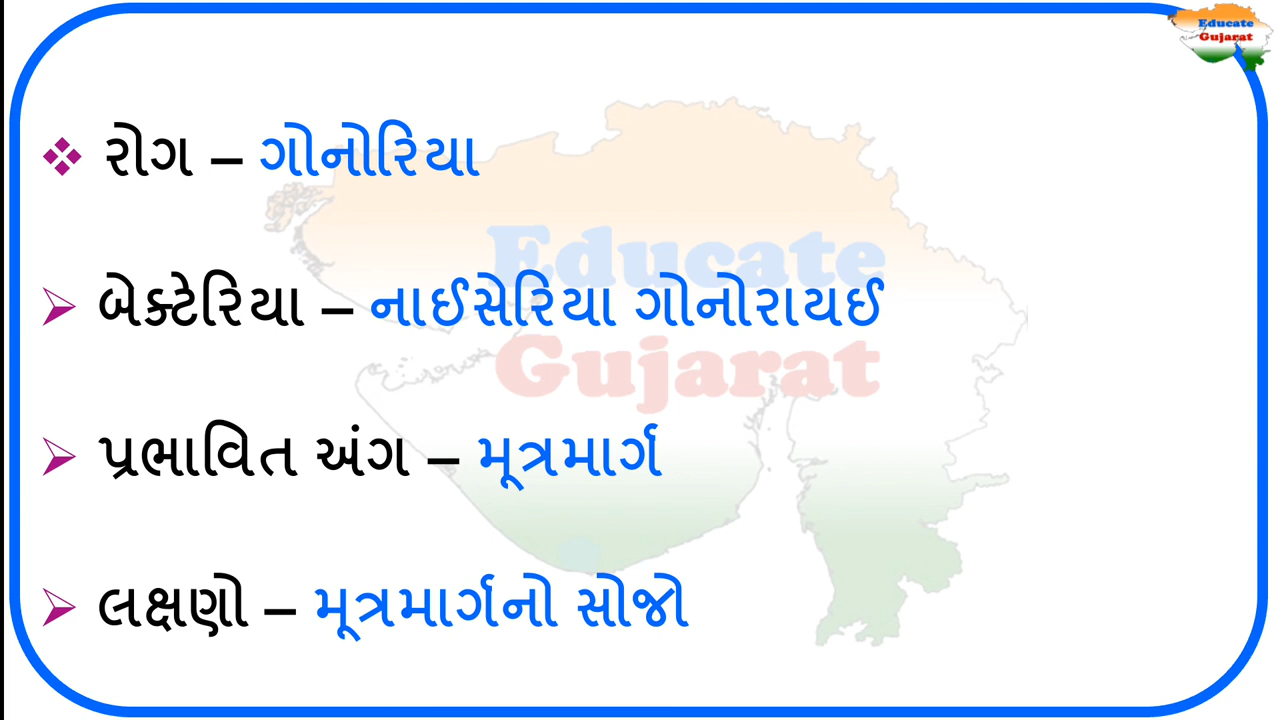 Educate
Gujarat
❖ રોગ – ગોનોરિયા
➢ બેક્ટેરિયા – નાઈસેરિયા ગોનોરાયઈ
Educate
Gujarat
➢ પ્રભાવિત અંગ – મૂત્રમાર્ગ
➢ લક્ષણો – મૂત્રમાર્ગનો સોજો